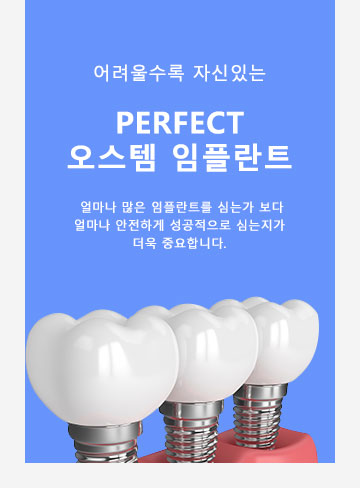 어려울수록 자신있는
PERFECT
오스템 임플란트
얼마나 많은 임플란트를 심는가 보다
얼마나 안전하게 성공적으로 심는지가
더욱 중요합니다.